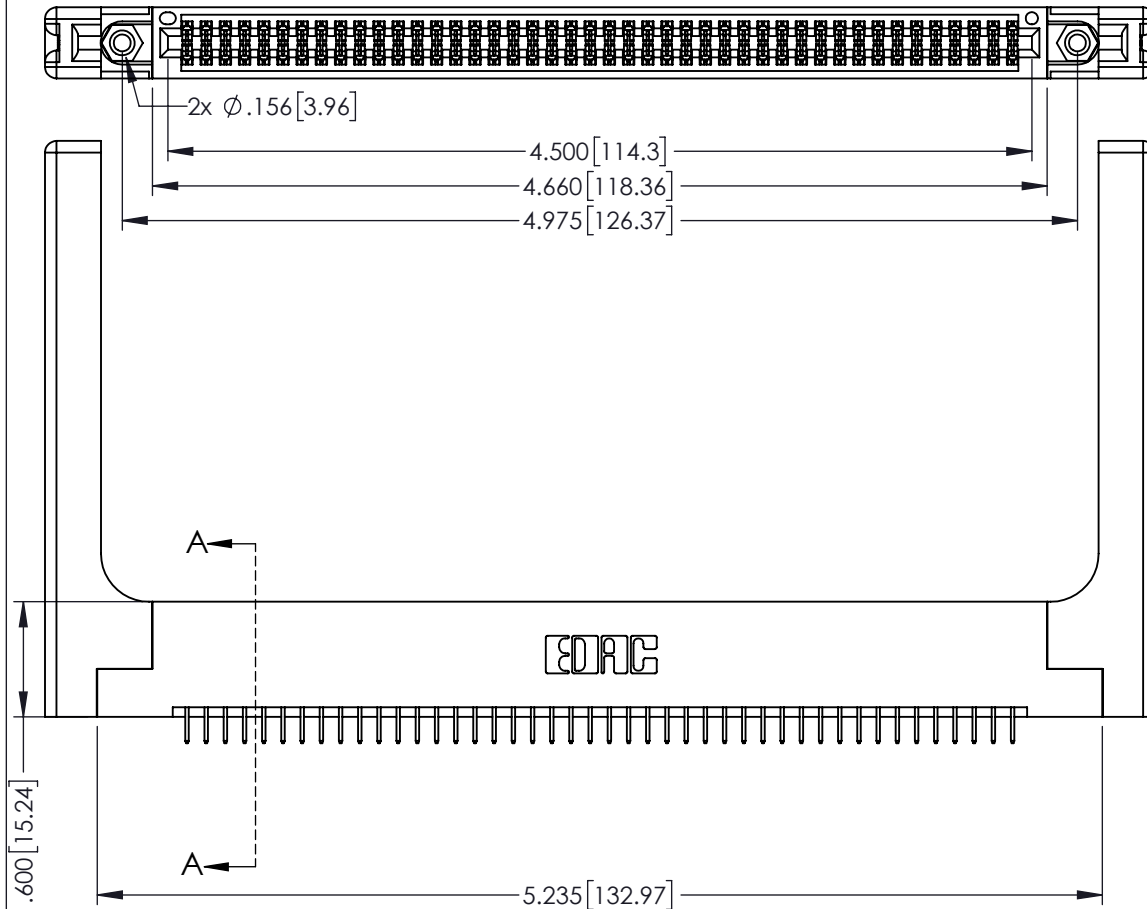 2x ∅.156[3.96]
4.500[114.3]
4.660[118.36]
4.975[126.37]
A
EDAC
A
.600[15.24]
5.235[132.97]